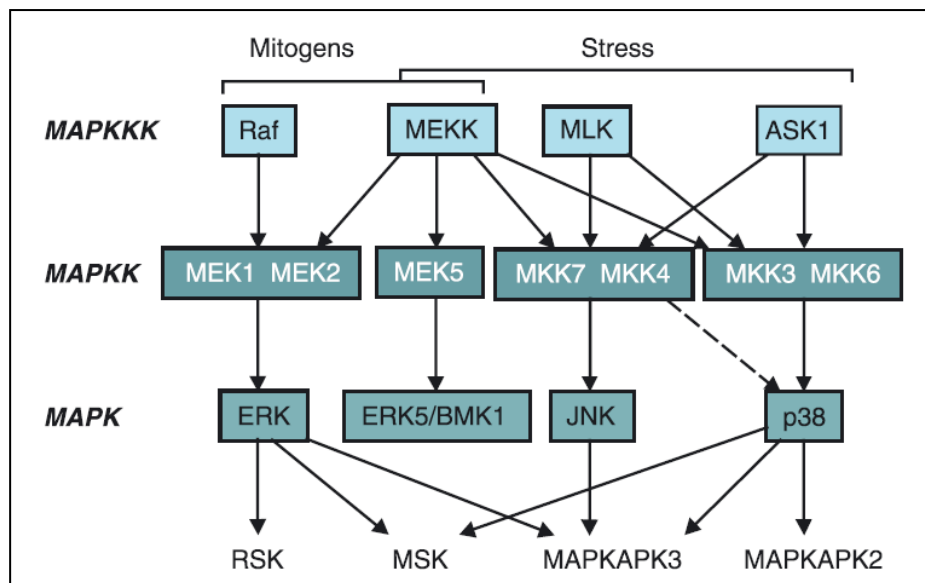 Mitogens Stress
MAPKKK Raf MEKK MLK ASK1
MAPKK MEK1 MEK2 MEK5 MKK7 MKK4 MKK3 MKK6
MAPK ERK ERK5/BMK1 JNK p38
RSK MSK MAPKAPK3 MAPKAPK2